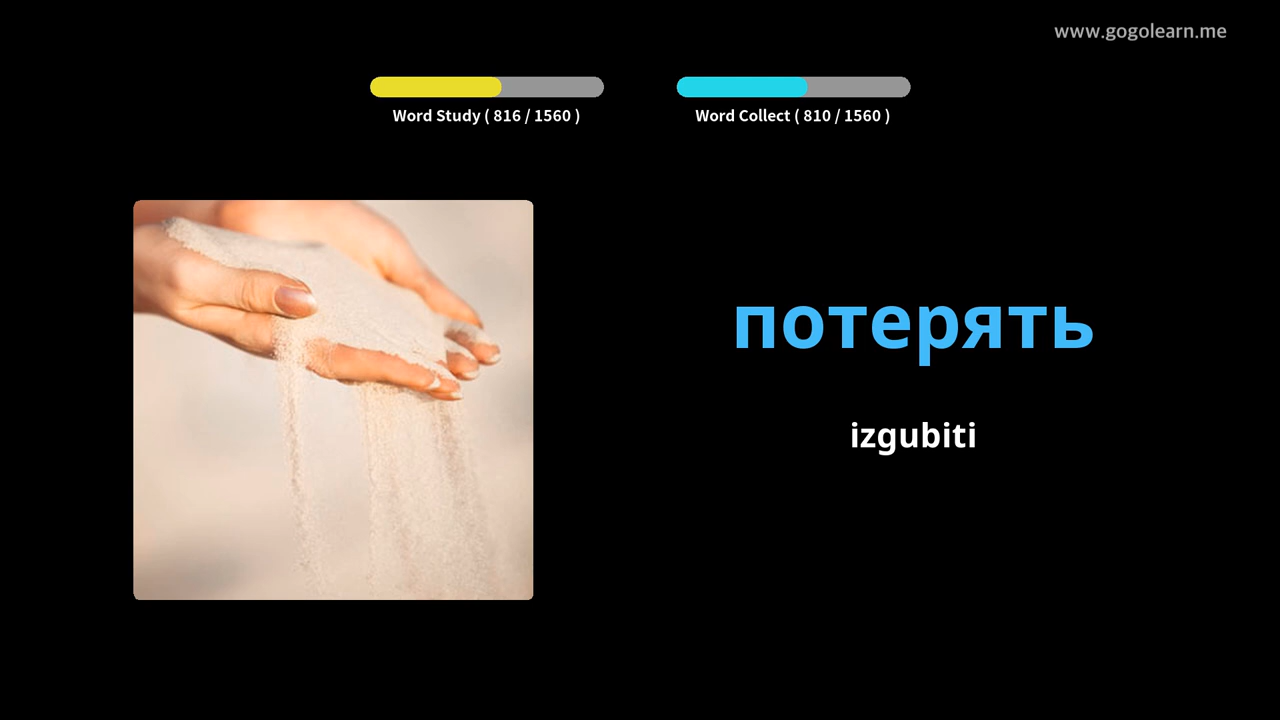 www.gogolearn.me
Word Study ( 816 / 1560 )
Word Collect ( 810 / 1560 )
потерять
izgubiti